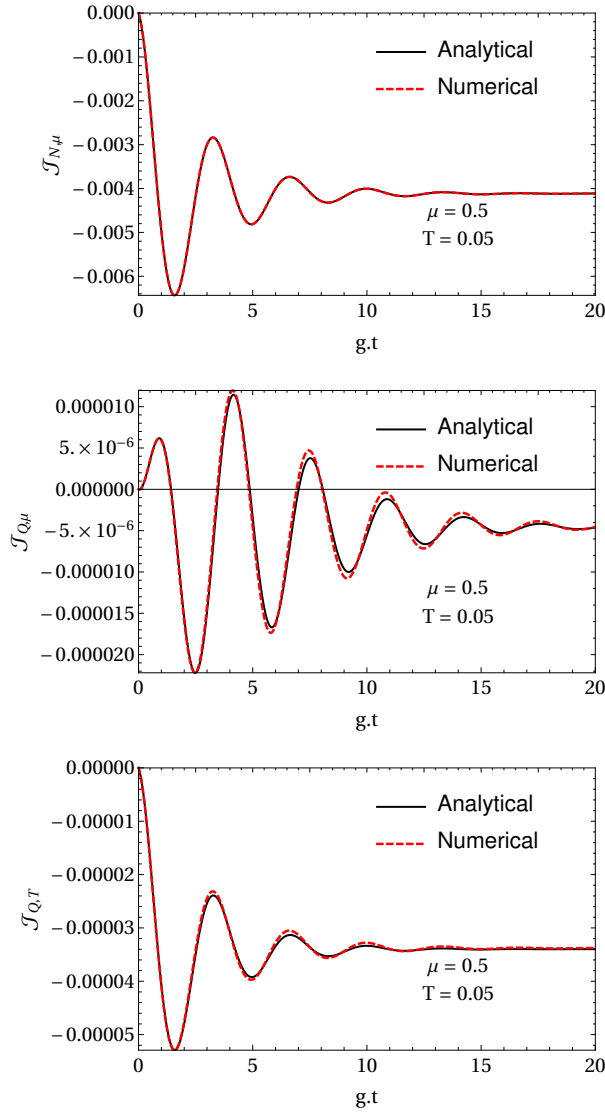 0.000
−0.001
−0.002
−0.003
−0.004
−0.005
−0.006
𝒥N,μ
Analytical
Numerical
μ = 0.5
T = 0.05
0 5 10 15 20
g.t
0.000010
5.×10⁻⁶
0.000000
−5.×10⁻⁶
−0.000010
−0.000015
−0.000020
𝒥Q,μ
Analytical
Numerical
μ = 0.5
T = 0.05
0 5 10 15 20
g.t
0.00000
−0.00001
−0.00002
−0.00003
−0.00004
−0.00005
𝒥Q,T
Analytical
Numerical
μ = 0.5
T = 0.05
0 5 10 15 20
g.t